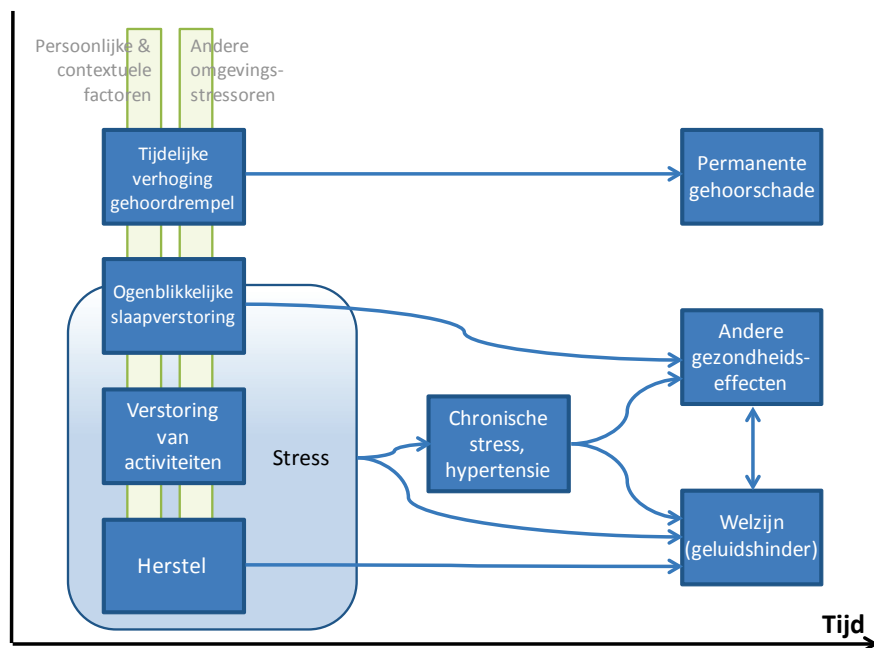 Persoonlijke &
contextuele
factoren
Andere
omgevings-
stressoren
Tijdelijke
verhoging
gehoordrempel
Permanente
gehoorschade
Ogenblikkelijke
slaapverstoring
Andere
gezondheids-
effecten
Verstoring
van
activiteiten
Stress
Chronische
stress,
hypertensie
Welzijn
(geluidshinder)
Herstel
Tijd